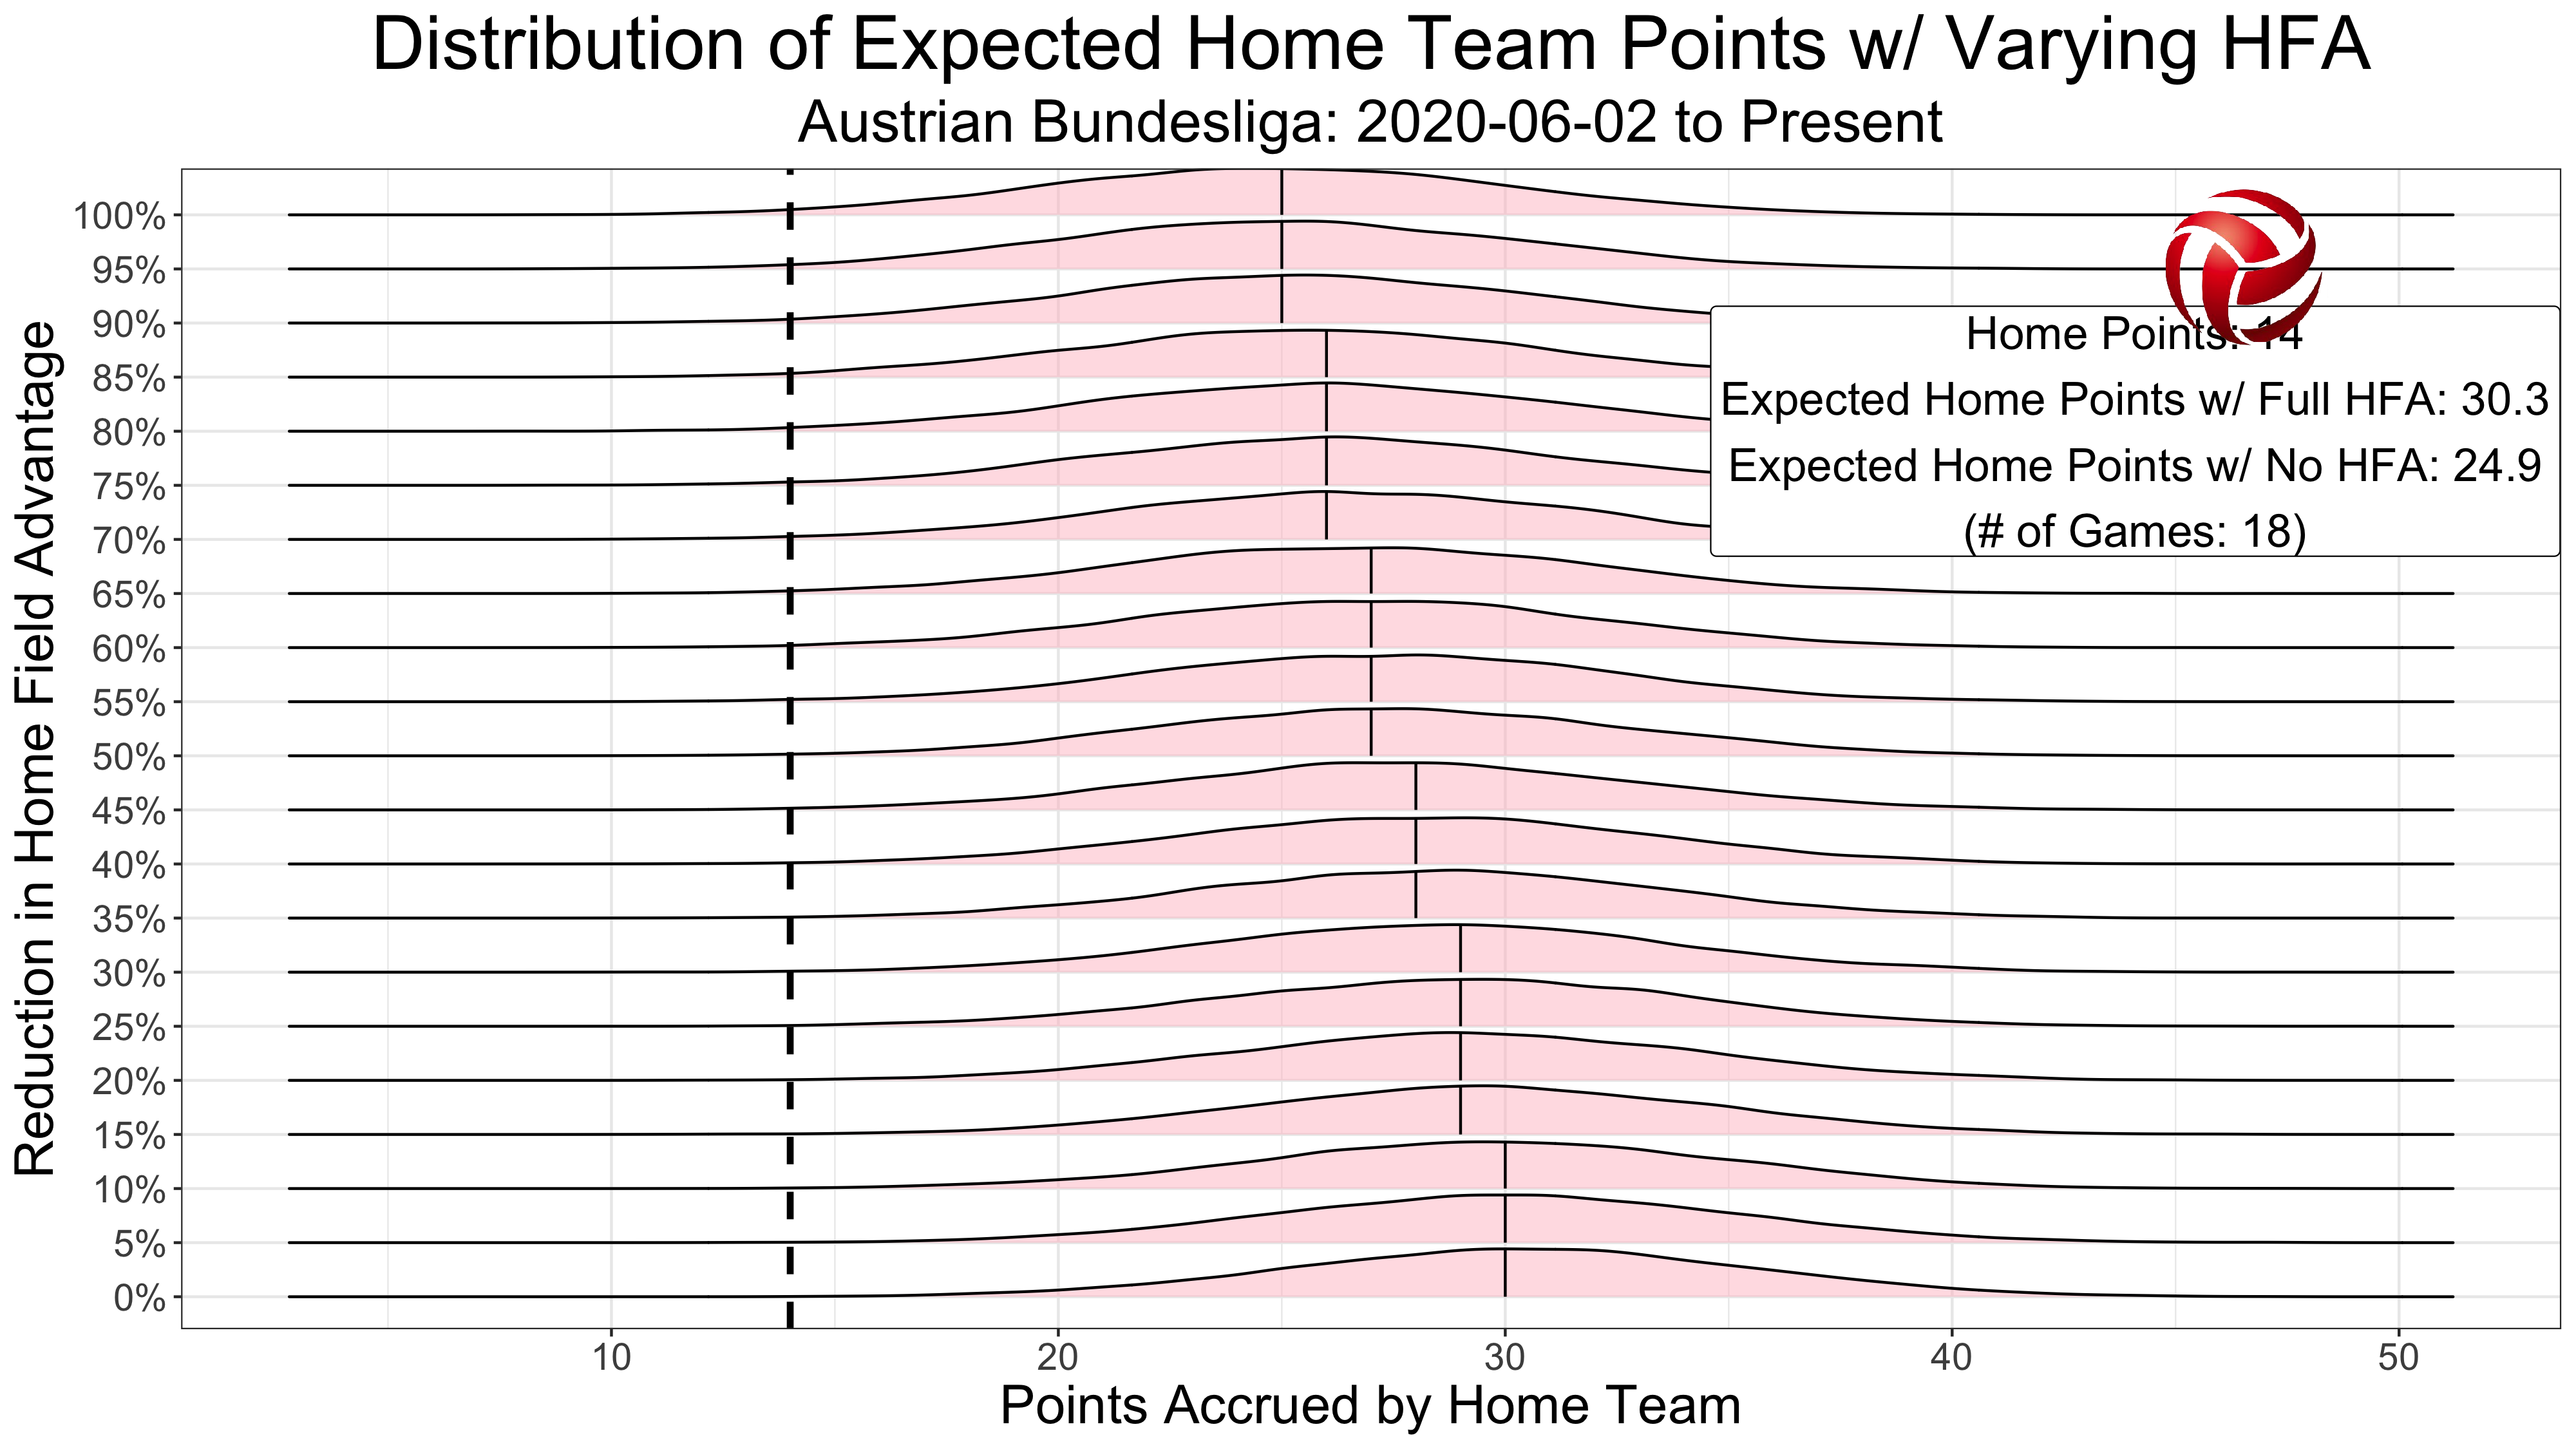 Distribution of Expected Home Team Points w/ Varying HFA
Austrian Bundesliga: 2020-06-02 to Present
Reduction in Home Field Advantage
100%
95%
90%
85%
80%
75%
70%
65%
60%
55%
50%
45%
40%
35%
30%
25%
20%
15%
10%
5%
0%
Home Points: 14
Expected Home Points w/ Full HFA: 30.3
Expected Home Points w/ No HFA: 24.9
(# of Games: 18)
10 20 30 40 50
Points Accrued by Home Team